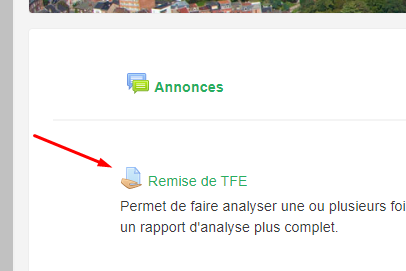 Annonces
Remise de TFE
Permet de faire analyser une ou plusieurs foi
un rapport d'analyse plus complet.